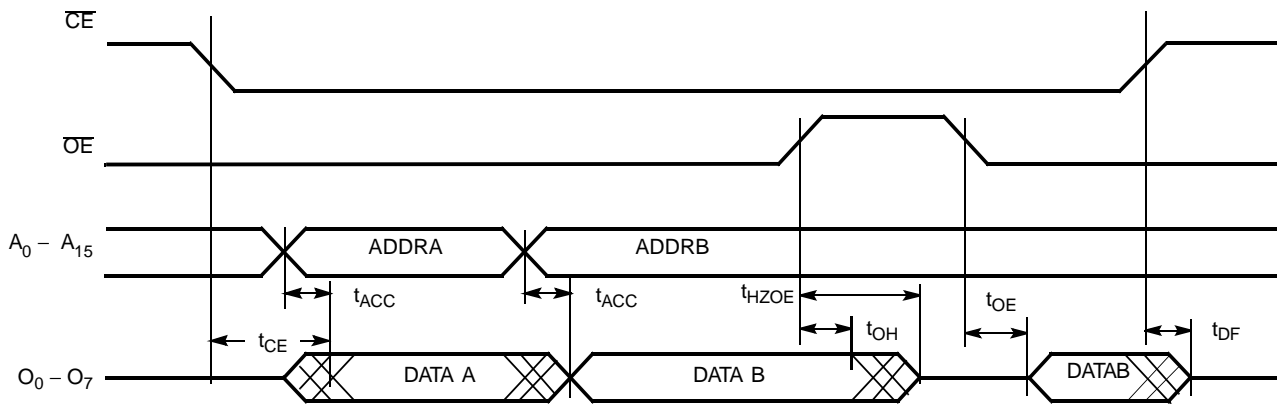 CE
OE
A0 – A15
ADDRA
ADDRB
tACC
tACC
tHZOE
tOE
tCE
tOH
tDF
O0 – O7
DATA A
DATA B
DATAB